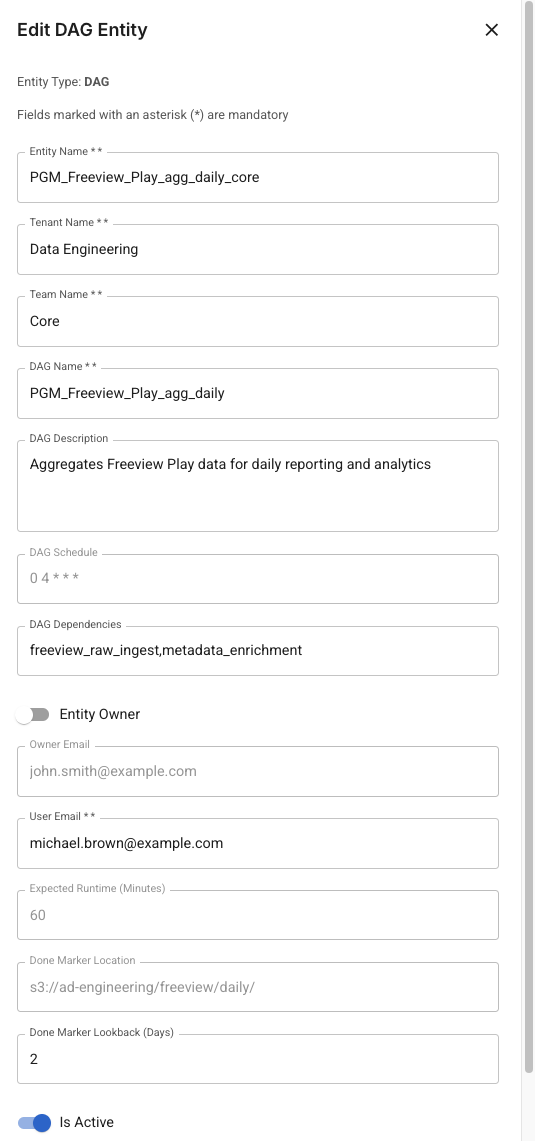 Edit DAG Entity
Entity Type: DAG
Fields marked with an asterisk (*) are mandatory
Entity Name * *
PGM_Freeview_Play_agg_daily_core
Tenant Name * *
Data Engineering
Team Name * *
Core
DAG Name * *
PGM_Freeview_Play_agg_daily
DAG Description
Aggregates Freeview Play data for daily reporting and analytics
DAG Schedule
0 4 * * *
DAG Dependencies
freeview_raw_ingest,metadata_enrichment
Entity Owner
Owner Email
john.smith@example.com
User Email * *
michael.brown@example.com
Expected Runtime (Minutes)
60
Done Marker Location
s3://ad-engineering/freeview/daily/
Done Marker Lookback (Days)
2
Is Active